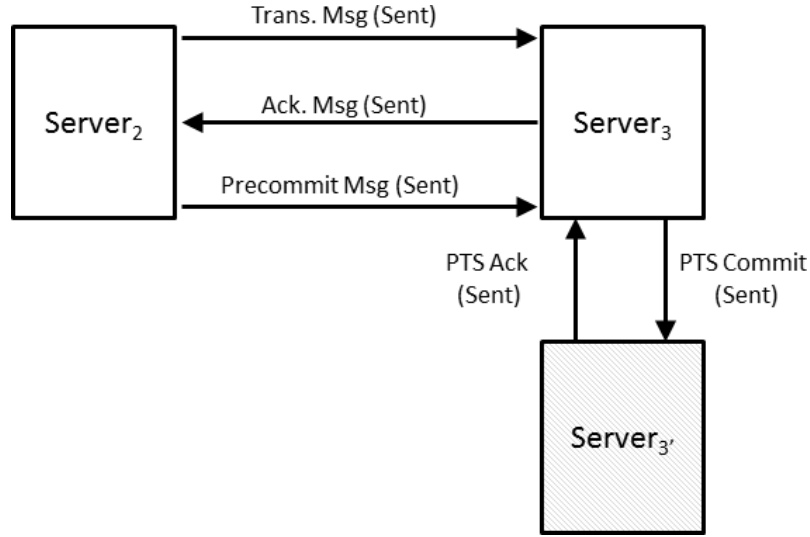 Trans. Msg (Sent)
Server₂
Ack. Msg (Sent)
Server₃
Precommit Msg (Sent)
PTS Ack
(Sent)
PTS Commit
(Sent)
Server₃'